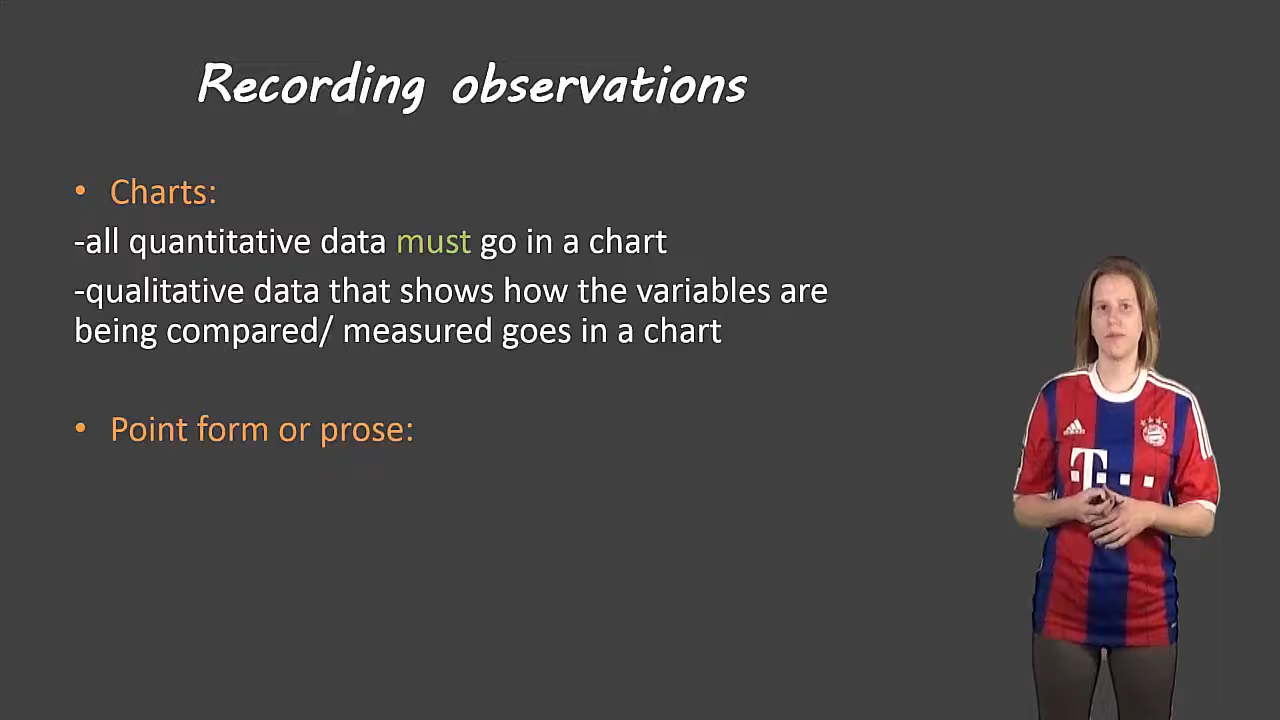 Recording observations
• Charts:
-all quantitative data must go in a chart
-qualitative data that shows how the variables are
being compared/ measured goes in a chart
• Point form or prose:
adidas
T